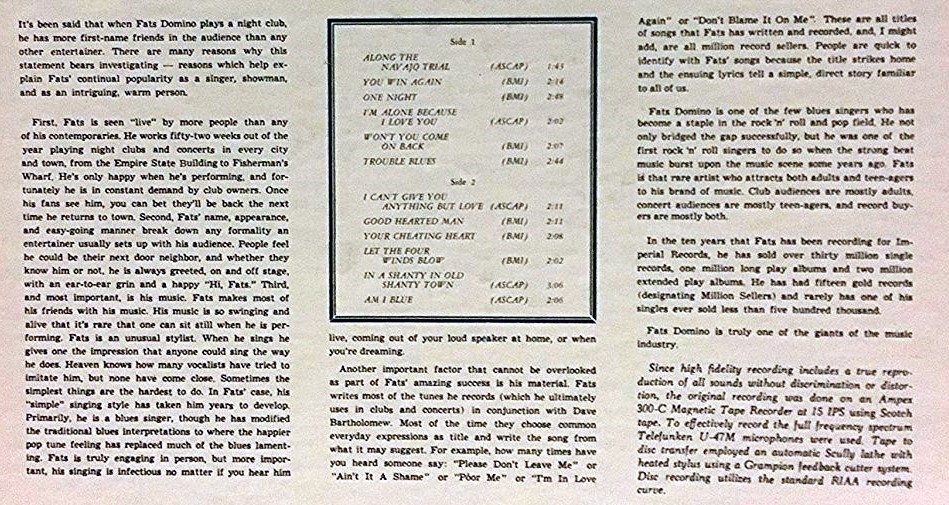 It's been said that when Fats Domino plays a night club,
he has more first-name friends in the audience than any
other entertainer. There are many reasons why this
statement bears investigating — reasons which help ex-
plain Fats' continual popularity as a singer, showman,
and as an intriguing, warm person.
First, Fats is seen "live" by more people than any
of his contemporaries. He works fifty-two weeks out of the
year playing night clubs and concerts in every city
and town, from the Empire State Building to Fisherman's
Wharf. He's only happy when he's performing, and for-
tunately he is in constant demand by club owners. Once
his fans see him, you can bet they'll be back the next
time he returns to town. Second, Fats' name, appearance,
and easy-going manner break down any formality an
entertainer usually sets up with his audience. People feel
he could be their next door neighbor, and whether they
know him or not, he is always greeted, on and off stage,
with an ear-to-ear grin and a happy "Hi, Fats." Third,
and most important, is his music. Fats makes most of
his friends with his music. His music is so swinging and
alive that it's rare that one can sit still when he is per-
forming. Fats is an unusual stylist. When he sings he
gives one the impression that anyone could sing the way
he does. Heaven knows how many vocalists have tried to
imitate him, but none have come close. Sometimes the
simplest things are the hardest to do. In Fats' case, his
"simple" singing style has taken him years to develop.
Primarily, he is a blues singer, though he has modified
the traditional blues interpretations to where the happier
pop tune feeling has replaced much of the blues lament-
ing. Fats is truly engaging in person, but more impor-
tant, his singing is infectious no matter if you hear him
Side 1
ALONG THE
NAVAJO TRIAL (ASCAP) 1:43
YOU WIN AGAIN (BMI) 2:14
ONE NIGHT (BMI) 2:48
I'M ALONE BECAUSE
I LOVE YOU (ASCAP) 2:02
WON'T YOU COME
ON BACK (BMI) 2:07
TROUBLE BLUES (BMI) 2:44
Side 2
I CAN'T GIVE YOU
ANYTHING BUT LOVE (ASCAP) 2:11
GOOD HEARTED MAN (BMI) 2:11
YOUR CHEATING HEART (BMI) 2:08
LET THE FOUR
WINDS BLOW (BMI) 2:02
IN A SHANTY IN OLD
SHANTY TOWN (ASCAP) 3:06
AM I BLUE (ASCAP) 2:06
live, coming out of your loud speaker at home, or when
you're dreaming.
Another important factor that cannot be overlooked
as part of Fats' amazing success is his material. Fats
writes most of the tunes he records (which he ultimately
uses in clubs and concerts) in conjunction with Dave
Bartholomew. Most of the time they choose common
everyday expressions as title and write the song from
what it may suggest. For example, how many times have
you heard someone say: "Please Don't Leave Me" or
"Ain't It A Shame" or "Poor Me" or "I'm In Love
Again" or "Don't Blame It On Me". These are all titles
of songs that Fats has written and recorded, and, I might
add, are all million record sellers. People are quick to
identify with Fats' songs because the title strikes home
and the ensuing lyrics tell a simple, direct story familiar
to all of us.
Fats Domino is one of the few blues singers who has
become a staple in the rock 'n' roll and pop field. He not
only bridged the gap successfully, but he was one of the
first rock 'n' roll singers to do so when the strong beat
music burst upon the music scene some years ago. Fats
is that rare artist who attracts both adults and teen-agers
to his brand of music. Club audiences are mostly adults,
concert audiences are mostly teen-agers, and record buy-
ers are mostly both.
In the ten years that Fats has been recording for Im-
perial Records, he has sold over thirty million single
records, one million long play albums and two million
extended play albums. He has had fifteen gold records
(designating Million Sellers) and rarely has one of his
singles ever sold less than five hundred thousand.
Fats Domino is truly one of the giants of the music
industry.
Since high fidelity recording includes a true repro-
duction of all sounds without discrimination or distor-
tion, the original recording was done on an Ampex
300-C Magnetic Tape Recorder at 15 IPS using Scotch
tape. To effectively record the full frequency spectrum
Telefunken U-47M microphones were used. Tape to
disc transfer employed an automatic Scully lathe with
heated stylus using a Grampion feedback cutter system.
Disc recording utilizes the standard RIAA recording
curve.